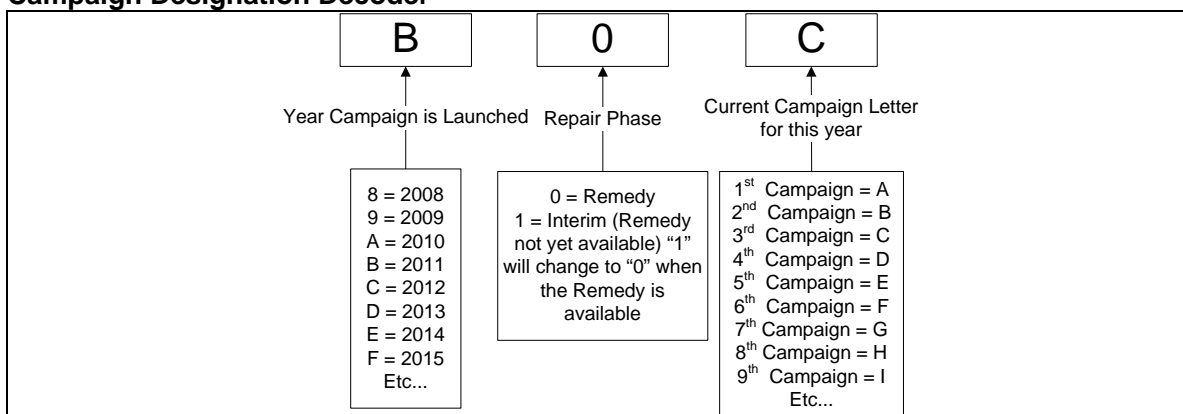 Campaign Designation Decoder
B
0
C
Year Campaign is Launched
Repair Phase
Current Campaign Letter
for this year
8 = 2008
9 = 2009
A = 2010
B = 2011
C = 2012
D = 2013
E = 2014
F = 2015
Etc...
0 = Remedy
1 = Interim (Remedy
not yet available) “1”
will change to “0” when
the Remedy is
available
1st Campaign = A
2nd Campaign = B
3rd Campaign = C
4th Campaign = D
5th Campaign = E
6th Campaign = F
7th Campaign = G
8th Campaign = H
9th Campaign = I
Etc...